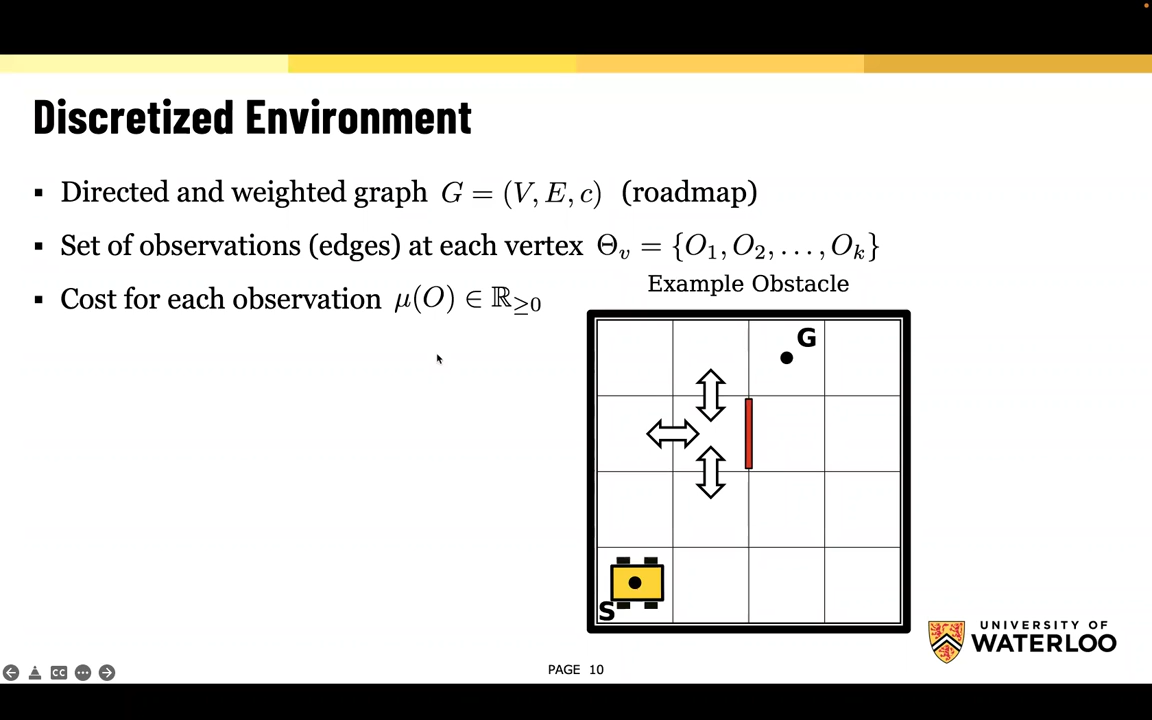 Discretized Environment
▪ Directed and weighted graph G = (V, E, c) (roadmap)
▪ Set of observations (edges) at each vertex Θ_v = {O_1, O_2, . . . , O_k}
▪ Cost for each observation μ(O) ∈ ℝ_≥0
Example Obstacle
G
S
UNIVERSITY OF
WATERLOO
PAGE 10
CC